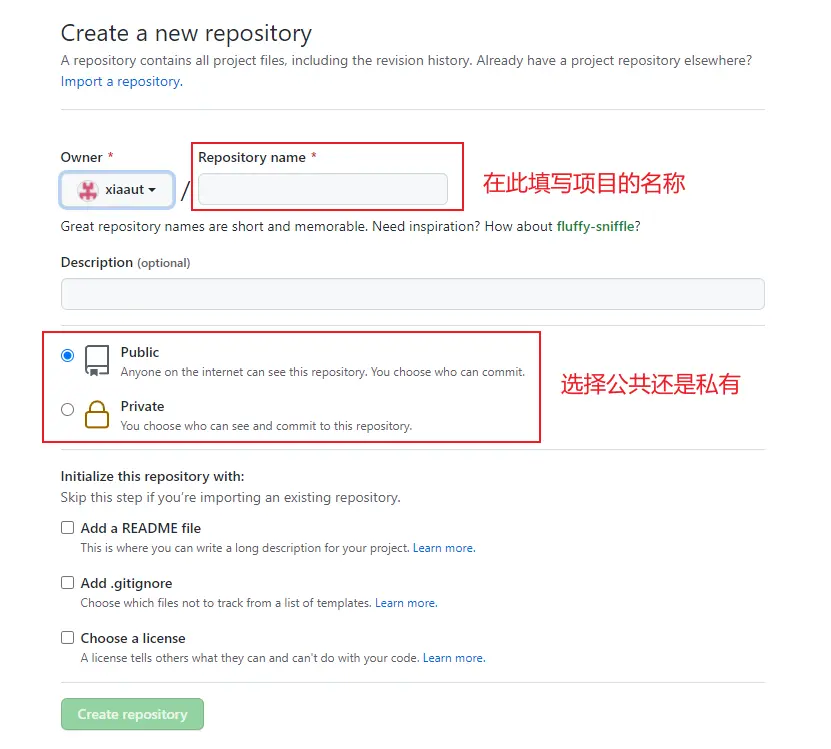 Create a new repository
A repository contains all project files, including the revision history. Already have a project repository elsewhere?
Import a repository.
Owner *
Repository name *
xiaaut
/
在此填写项目的名称
Great repository names are short and memorable. Need inspiration? How about fluffy-sniffle?
Description (optional)
Public
Anyone on the internet can see this repository. You choose who can commit.
选择公共还是私有
Private
You choose who can see and commit to this repository.
Initialize this repository with:
Skip this step if you're importing an existing repository.
Add a README file
This is where you can write a long description for your project. Learn more.
Add .gitignore
Choose which files not to track from a list of templates. Learn more.
Choose a license
A license tells others what they can and can't do with your code. Learn more.
Create repository